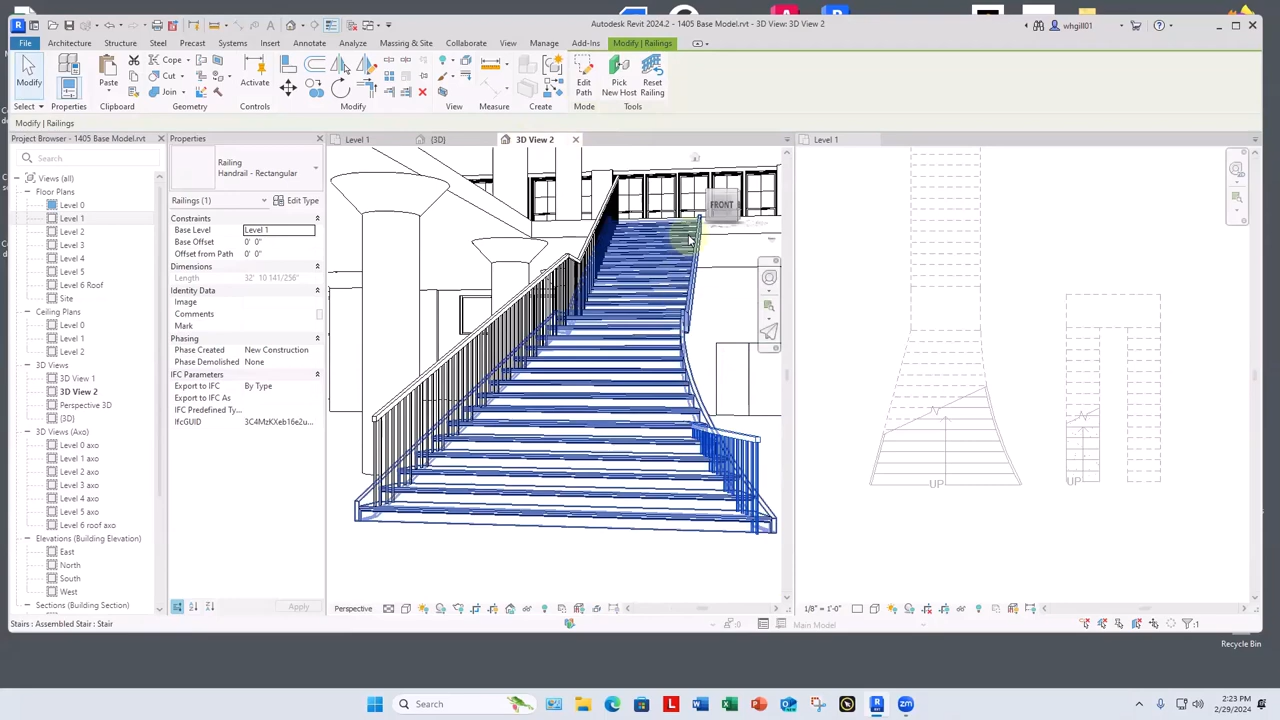 Autodesk Revit 2024.2 - 1405 Base Model.rvt - 3D View: 3D View 2
whgill01
File
Architecture
Structure
Steel
Precast
Systems
Insert
Annotate
Analyze
Massing & Site
Collaborate
View
Manage
Add-Ins
Modify | Railings
Modify
Properties
Paste
Cope
Cut
Join
Activate
Edit
Path
Pick
New Host
Reset
Railing
Select
Properties
Clipboard
Geometry
Controls
Modify
View
Measure
Create
Mode
Tools
Modify | Railings
Project Browser - 1405 Base Model.rvt
Properties
Level 1
{3D}
3D View 2
Level 1
Search
Views (all)
Floor Plans
Level 0
Level 1
Level 2
Level 3
Level 4
Level 5
Level 6 Roof
Site
Ceiling Plans
Level 0
Level 1
Level 2
3D Views
3D View 1
3D View 2
Perspective 3D
{3D}
3D Views (Axo)
Level 0 axo
Level 1 axo
Level 2 axo
Level 3 axo
Level 4 axo
Level 5 axo
Level 6 roof axo
Elevations (Building Elevation)
East
North
South
West
Sections (Building Section)
Railing
Handrail - Rectangular
Railings (1)
Edit Type
Constraints
Base Level
Level 1
Base Offset
0' 0"
Offset from Path
0' 0"
Dimensions
Length
Identity Data
Image
Comments
Mark
Phasing
Phase Created
New Construction
Phase Demolished
None
IFC Parameters
Export to IFC
By Type
Export to IFC As
IFC Predefined Ty...
IfcGUID
3C4MzKXeb16e2u...
Apply
FRONT
UP
UP
Perspective
1/8" = 1'-0"
Stairs : Assembled Stair : Stair
:0
Main Model
:1
Recycle Bin
Search
2:23 PM
2/29/2024